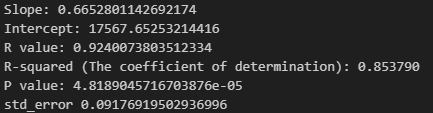 Slope: 0.6652801142692174
Intercept: 17567.65253214416
R value: 0.9240073803512334
R-squared (The coefficient of determination): 0.853790
P value: 4.8189045716703876e-05
std_error 0.09176919502936996